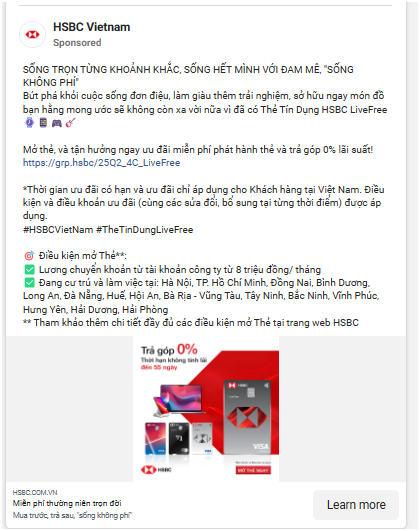 HSBC Vietnam
Sponsored
SỐNG TRỌN TỪNG KHOẢNH KHẮC, SỐNG HẾT MÌNH VỚI ĐAM MÊ, "SỐNG
KHÔNG PHÍ"
Bứt phá khỏi cuộc sống đơn điệu, làm giàu thêm trải nghiệm, sở hữu ngay món đồ
bạn hằng mong ước sẽ không còn xa vời nữa vì đã có Thẻ Tín Dụng HSBC LiveFree
Mở thẻ, và tận hưởng ngay ưu đãi miễn phí phát hành thẻ và trả góp 0% lãi suất!
https://grp.hsbc/25Q2_4C_LiveFree
*Thời gian ưu đãi có hạn và ưu đãi chỉ áp dụng cho Khách hàng tại Việt Nam. Điều
kiện và điều khoản ưu đãi (cùng các sửa đổi, bổ sung tại từng thời điểm) được áp
dụng.
#HSBCVietNam #TheTinDungLiveFree
🎯 Điều kiện mở Thẻ**:
✅ Lương chuyển khoản từ tài khoản công ty từ 8 triệu đồng/ tháng
✅ Đang cư trú và làm việc tại: Hà Nội, TP. Hồ Chí Minh, Đồng Nai, Bình Dương,
Long An, Đà Nẵng, Huế, Hội An, Bà Rịa - Vũng Tàu, Tây Ninh, Bắc Ninh, Vĩnh Phúc,
Hưng Yên, Hải Dương, Hải Phòng
** Tham khảo thêm chi tiết đầy đủ các điều kiện mở Thẻ tại trang web HSBC
Trả góp 0%
Thời hạn không tính lãi
đến 55 ngày
HSBC
VISA
HSBC
MỞ THẺ NGAY
HSBC.COM.VN
Miễn phí thường niên trọn đời
Mua trước, trả sau, "sống không phí"
Learn more